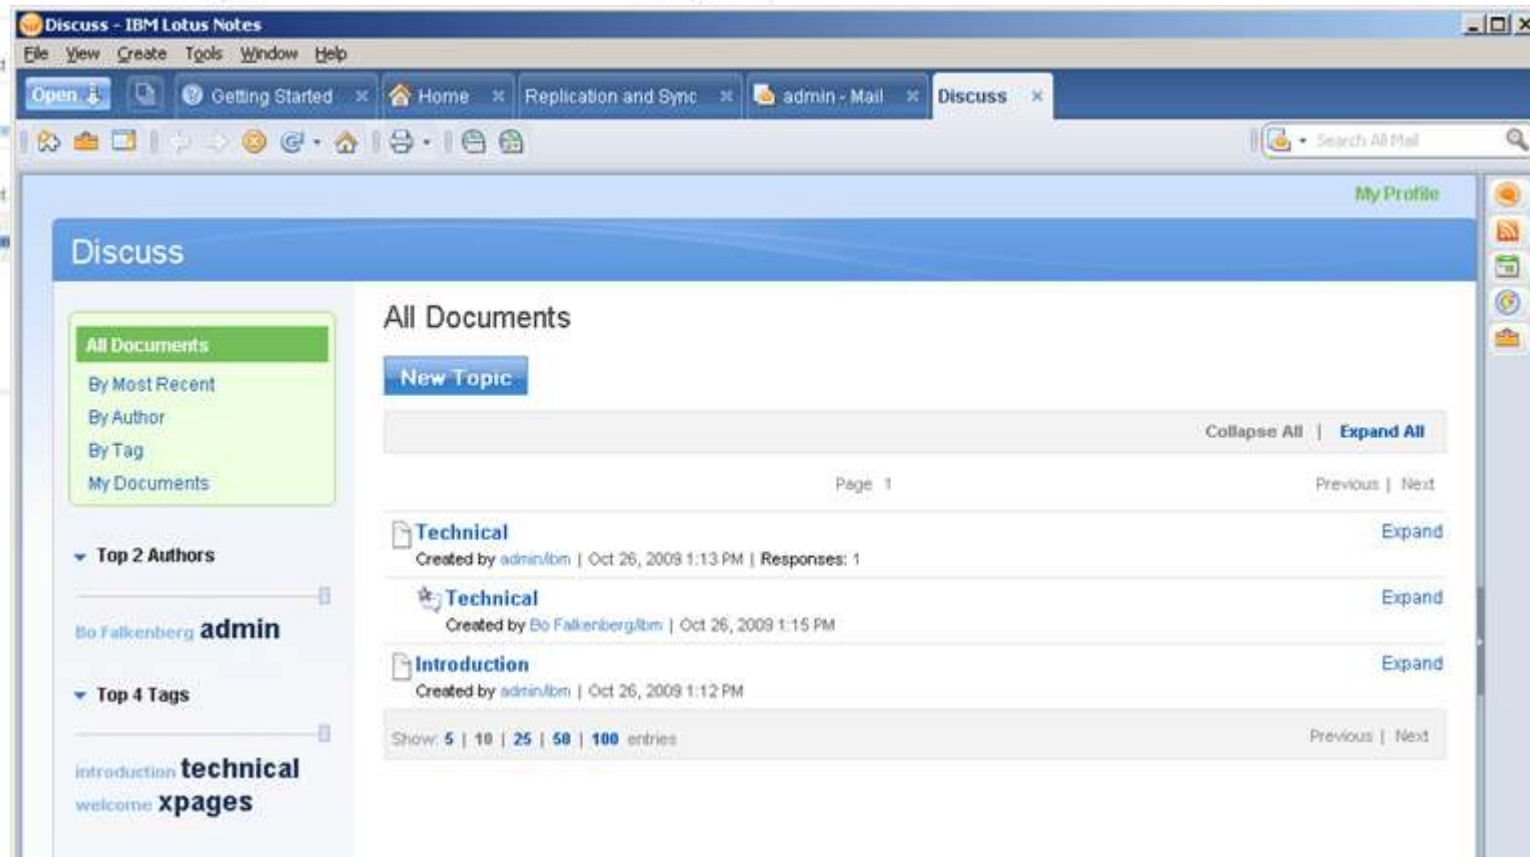 Discuss - IBM Lotus Notes
File View Create Tools Window Help
Open Getting Started Home Replication and Sync admin - Mail Discuss
Search All Mail
My Profile
Discuss
All Documents
By Most Recent
By Author
By Tag
My Documents
Top 2 Authors
Bo Falkenberg admin
Top 4 Tags
introduction technical
welcome xpages
All Documents
New Topic
Collapse All | Expand All
Page 1 Previous | Next
Technical Expand
Created by admin/ibm | Oct 26, 2009 1:13 PM | Responses: 1
Technical Expand
Created by Bo Falkenberg/ibm | Oct 26, 2009 1:15 PM
Introduction Expand
Created by admin/ibm | Oct 26, 2009 1:12 PM
Show: 5 | 10 | 25 | 50 | 100 entries Previous | Next